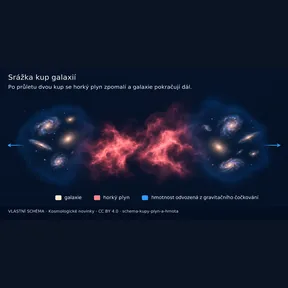 Srážka kup galaxií
Po průletu dvou kup se horký plyn zpomalí a galaxie pokračují dál.
galaxie
horký plyn
hmotnost odvozená z gravitačního čočkování
VLASTNÍ SCHÉMA · Kosmologické novinky · CC BY 4.0 · schema-kupy-plyn-a-hmota